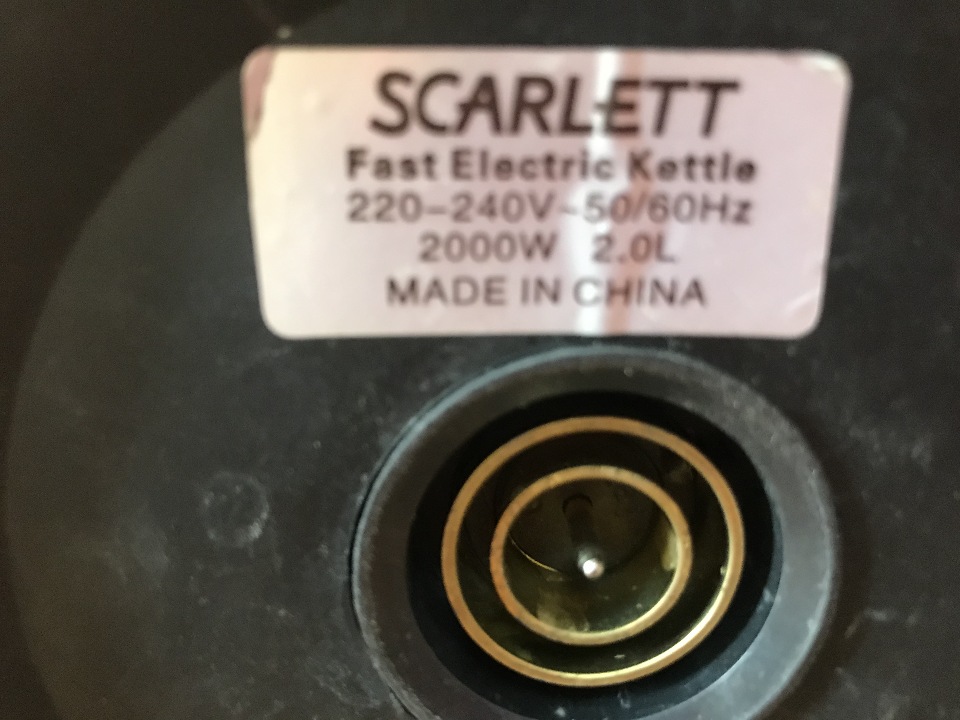 SCARLETT
Fast Electric Kettle
220-240V~50/60Hz
2000W 2.0L
MADE IN CHINA